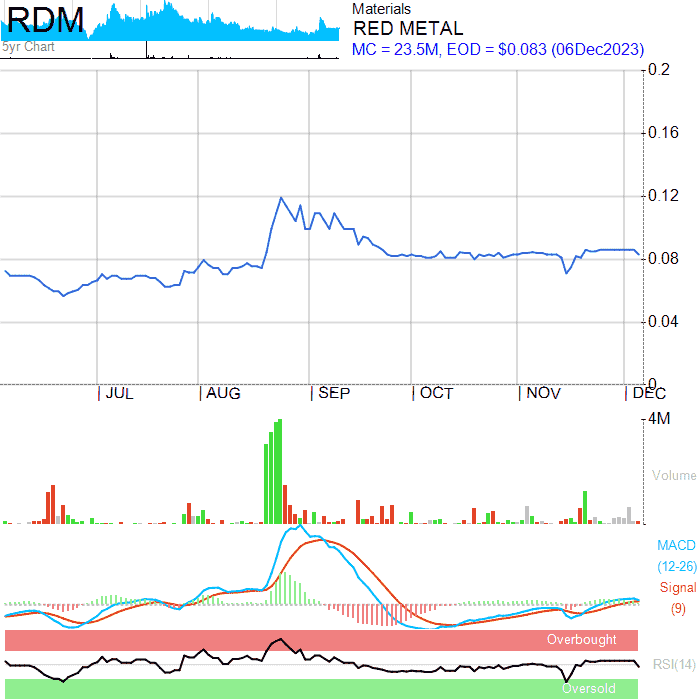 RDM
5yr Chart
Materials
RED METAL
MC = 23.5M, EOD = $0.083 (06Dec2023)
0.2
0.16
0.12
0.08
0.04
0
JUL AUG SEP OCT NOV DEC
4M
Volume
MACD
(12-26)
Signal
(9)
Overbought
RSI(14)
Oversold